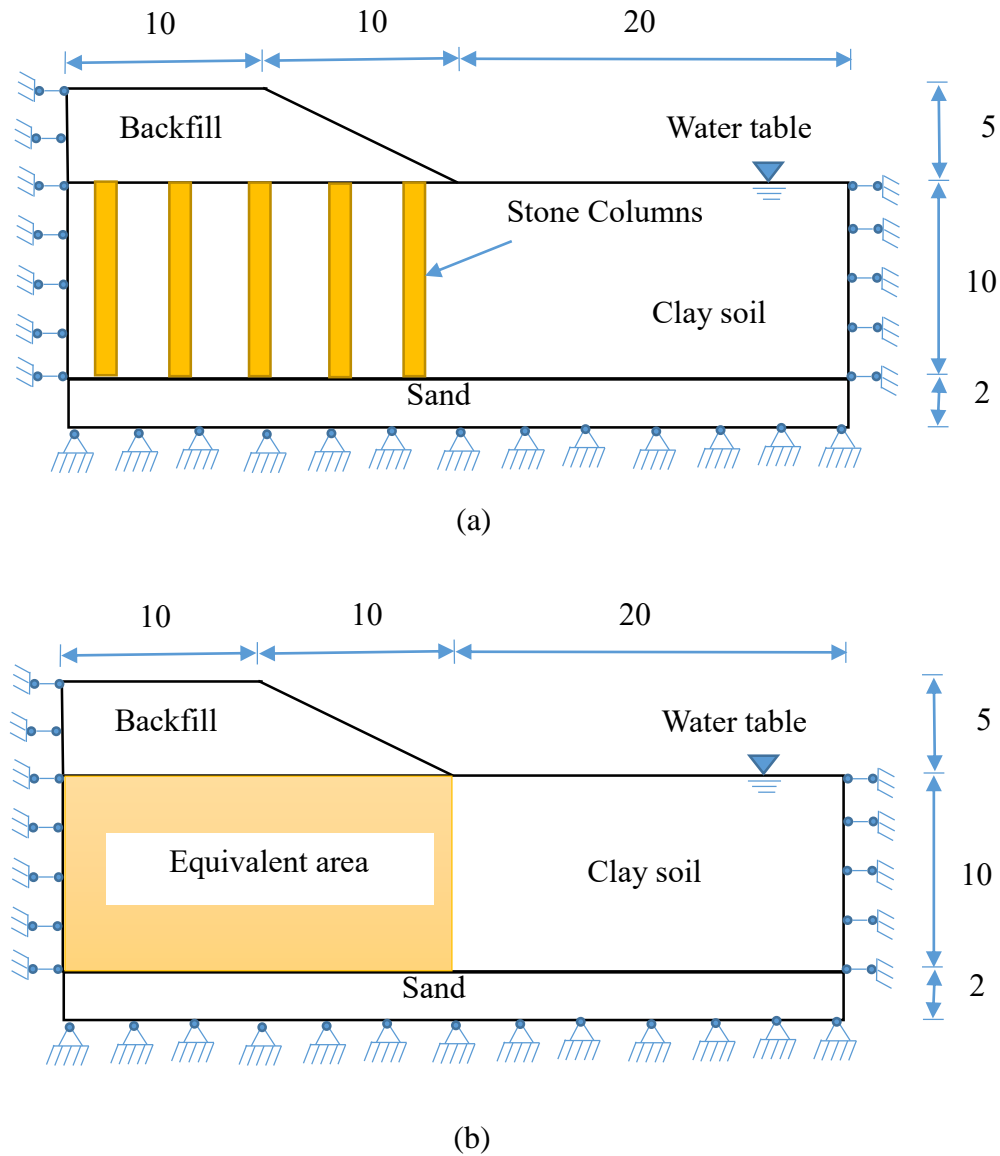 10 10 20
Backfill
Water table
5
Stone Columns
10
Clay soil
Sand
2
(a)
10 10 20
Backfill
Water table
5
Equivalent area
Clay soil
10
Sand
2
(b)